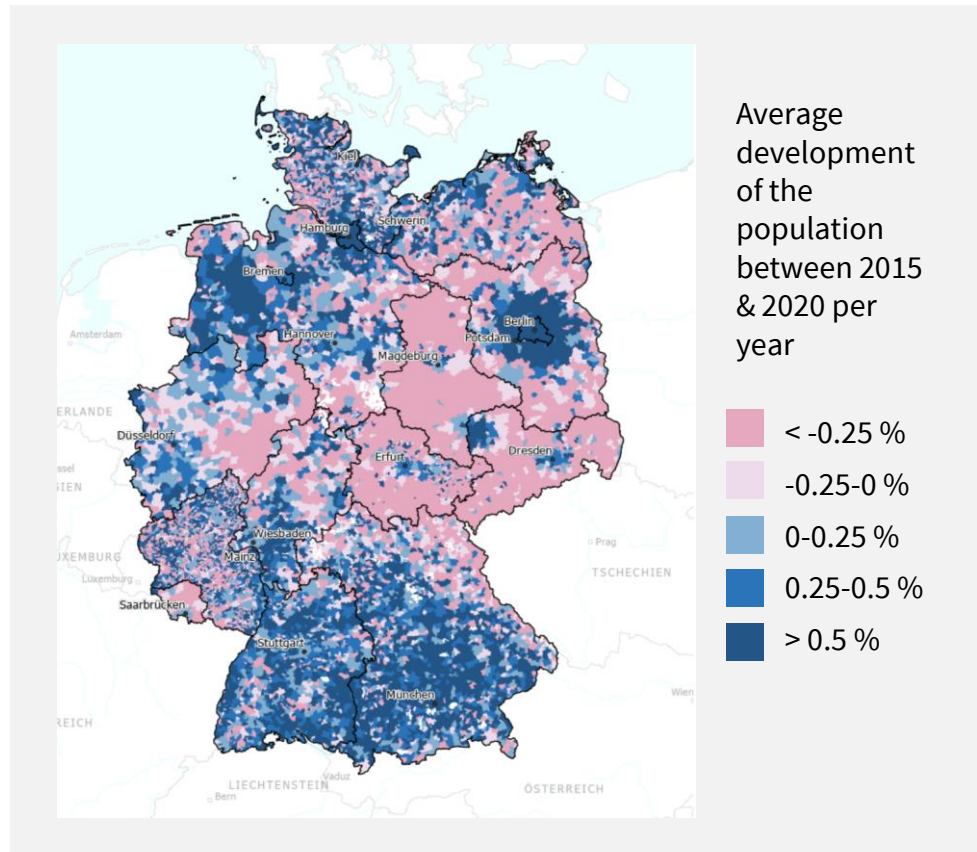 Average
development
of the
population
between 2015
& 2020 per
year
< -0.25 %
-0.25-0 %
0-0.25 %
0.25-0.5 %
> 0.5 %
Kiel
Schwerin
Hamburg
Bremen
Berlin
Amsterdam
Hannover
Potsdam
Magdeburg
ERLANDE
Düsseldorf
Erfurt
Dresden
ssel
IEN
Wiesbaden
Prag
UXEMBURG
Mainz
TSCHECHIEN
Luxemburg
Saarbrücken
Stuttgart
München
Wien
REICH
Vaduz
LIECHTENSTEIN
ÖSTERREICH
Bern